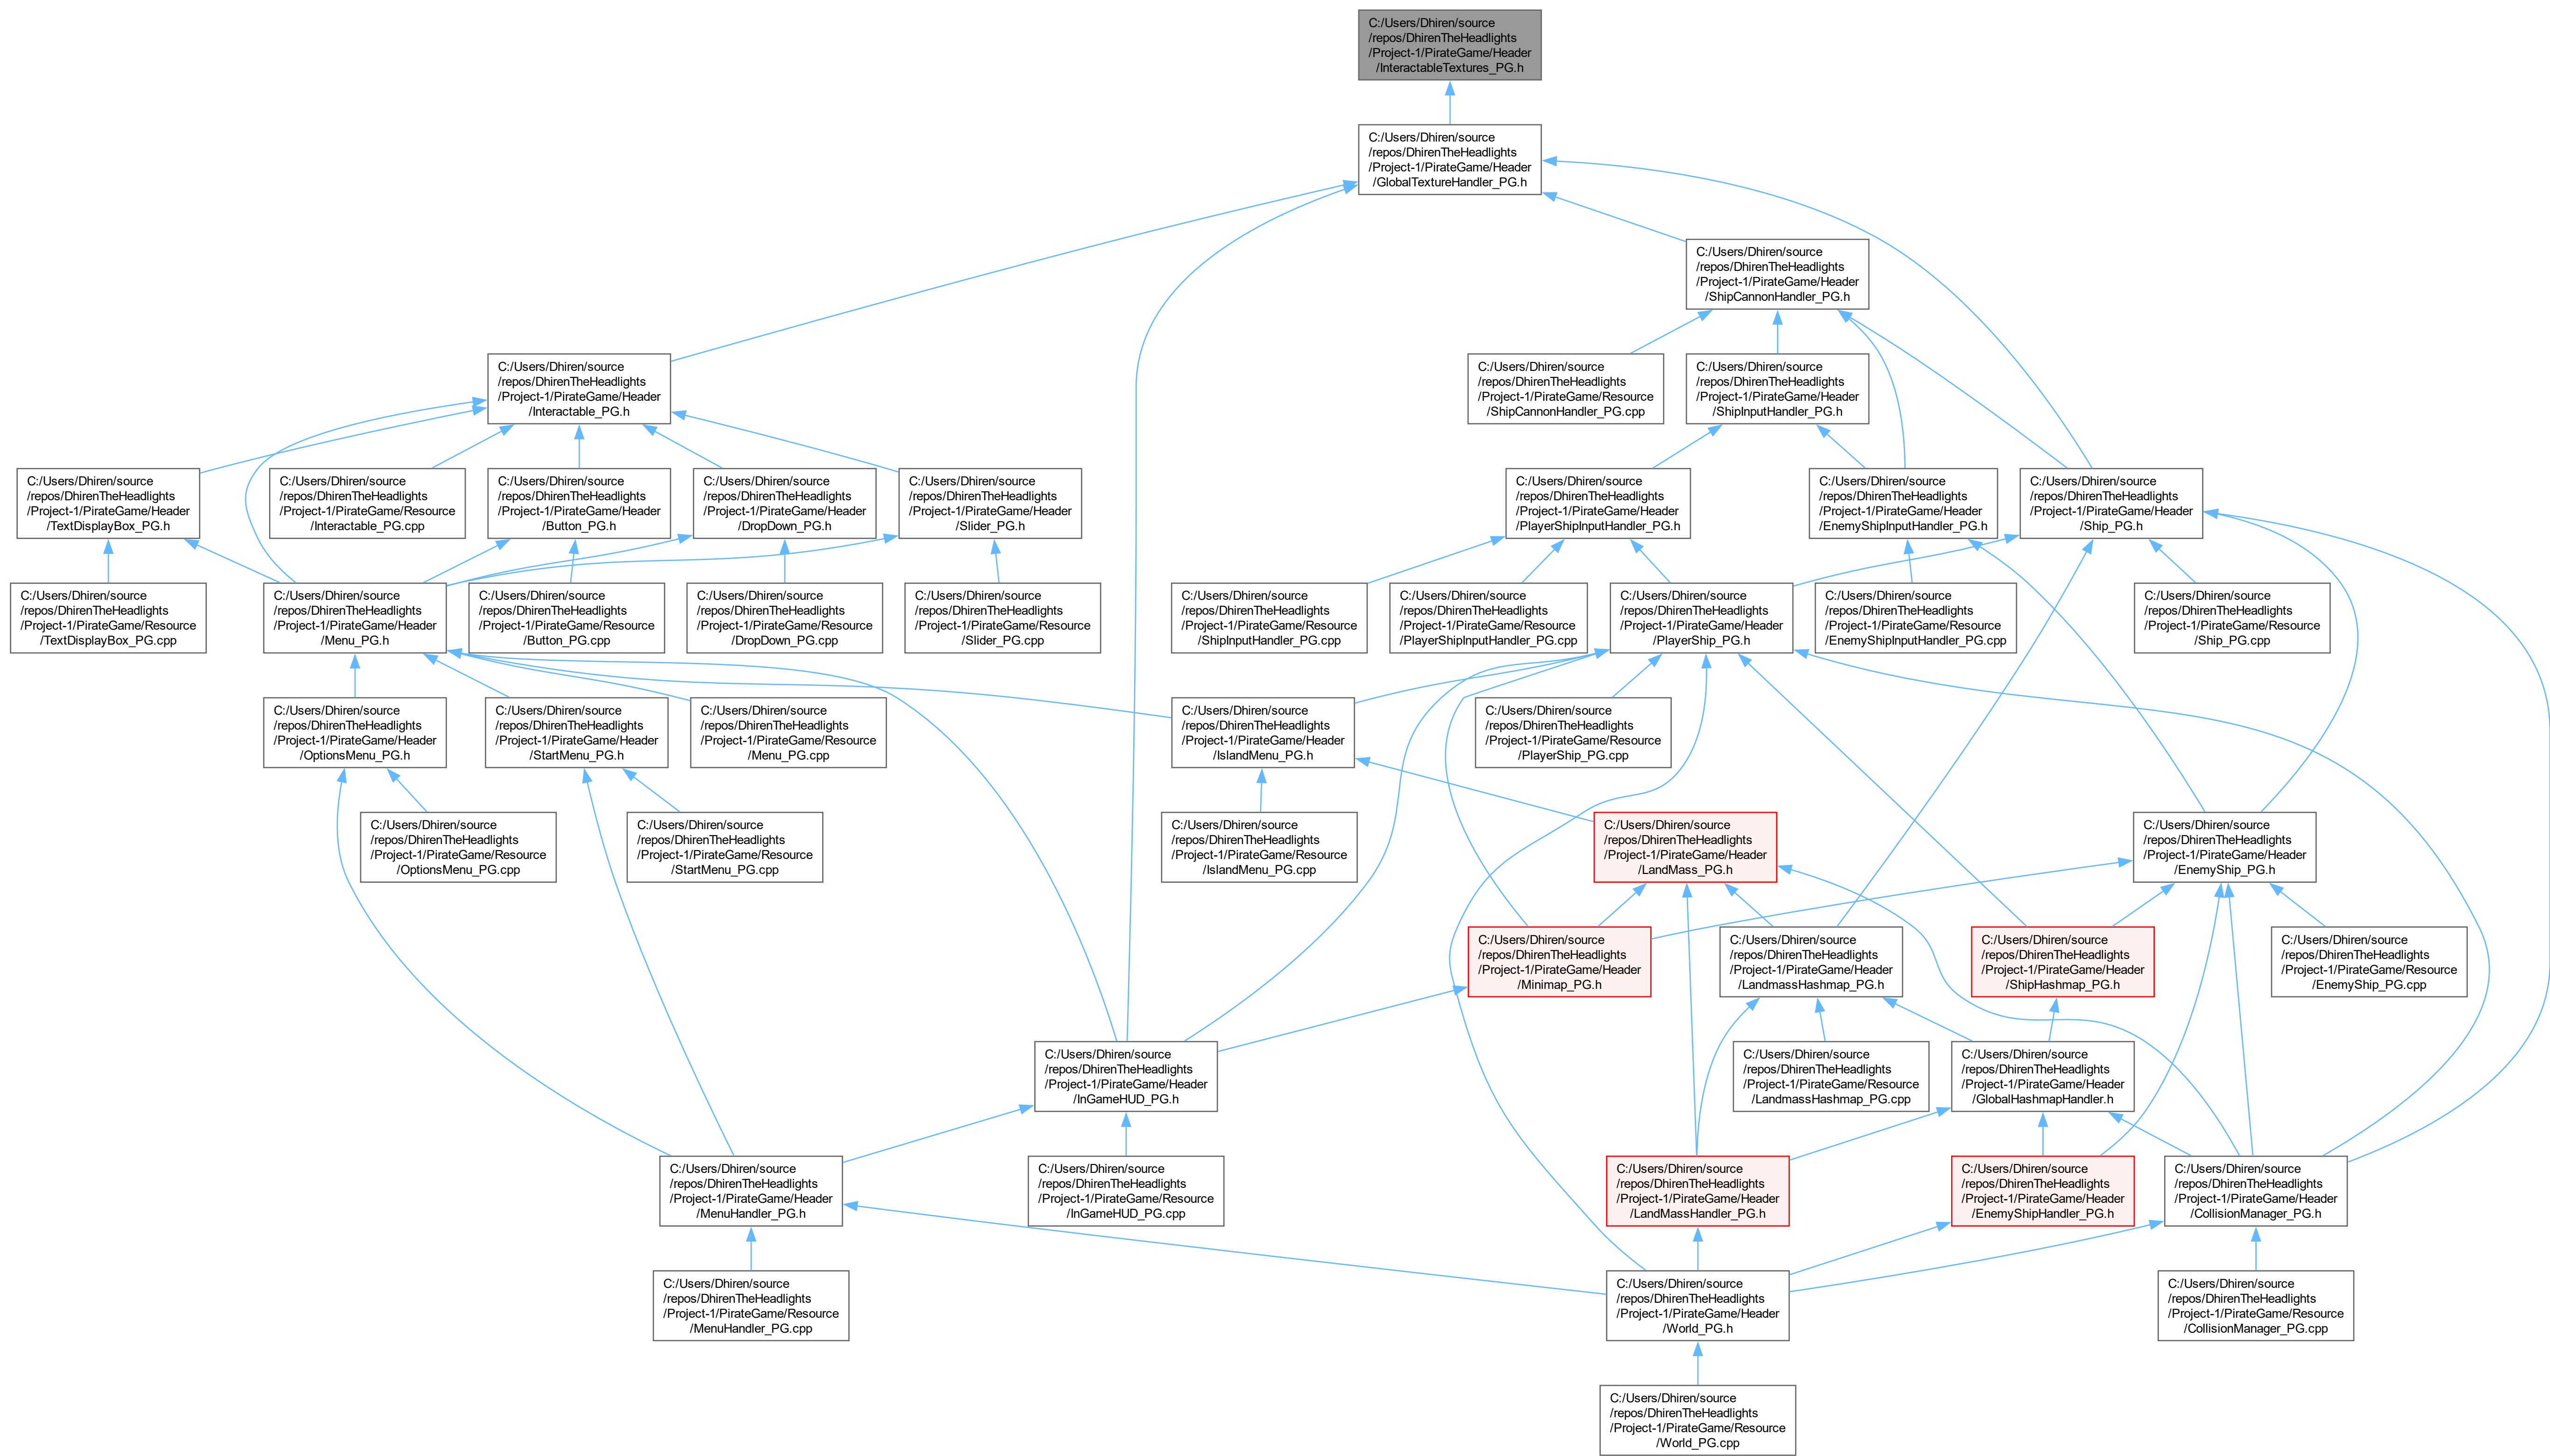 C:/Users/Dhiren/source
/repos/DhirenTheHeadlights
/Project-1/PirateGame/Header
/InteractableTextures_PG.h
C:/Users/Dhiren/source
/repos/DhirenTheHeadlights
/Project-1/PirateGame/Header
/GlobalTextureHandler_PG.h
C:/Users/Dhiren/source
/repos/DhirenTheHeadlights
/Project-1/PirateGame/Header
/ShipCannonHandler_PG.h
C:/Users/Dhiren/source
/repos/DhirenTheHeadlights
/Project-1/PirateGame/Header
/Interactable_PG.h
C:/Users/Dhiren/source
/repos/DhirenTheHeadlights
/Project-1/PirateGame/Resource
/ShipCannonHandler_PG.cpp
C:/Users/Dhiren/source
/repos/DhirenTheHeadlights
/Project-1/PirateGame/Header
/ShipInputHandler_PG.h
C:/Users/Dhiren/source
/repos/DhirenTheHeadlights
/Project-1/PirateGame/Header
/TextDisplayBox_PG.h
C:/Users/Dhiren/source
/repos/DhirenTheHeadlights
/Project-1/PirateGame/Resource
/Interactable_PG.cpp
C:/Users/Dhiren/source
/repos/DhirenTheHeadlights
/Project-1/PirateGame/Header
/Button_PG.h
C:/Users/Dhiren/source
/repos/DhirenTheHeadlights
/Project-1/PirateGame/Header
/DropDown_PG.h
C:/Users/Dhiren/source
/repos/DhirenTheHeadlights
/Project-1/PirateGame/Header
/Slider_PG.h
C:/Users/Dhiren/source
/repos/DhirenTheHeadlights
/Project-1/PirateGame/Header
/PlayerShipInputHandler_PG.h
C:/Users/Dhiren/source
/repos/DhirenTheHeadlights
/Project-1/PirateGame/Header
/EnemyShipInputHandler_PG.h
C:/Users/Dhiren/source
/repos/DhirenTheHeadlights
/Project-1/PirateGame/Header
/Ship_PG.h
C:/Users/Dhiren/source
/repos/DhirenTheHeadlights
/Project-1/PirateGame/Resource
/TextDisplayBox_PG.cpp
C:/Users/Dhiren/source
/repos/DhirenTheHeadlights
/Project-1/PirateGame/Header
/Menu_PG.h
C:/Users/Dhiren/source
/repos/DhirenTheHeadlights
/Project-1/PirateGame/Resource
/Button_PG.cpp
C:/Users/Dhiren/source
/repos/DhirenTheHeadlights
/Project-1/PirateGame/Resource
/DropDown_PG.cpp
C:/Users/Dhiren/source
/repos/DhirenTheHeadlights
/Project-1/PirateGame/Resource
/Slider_PG.cpp
C:/Users/Dhiren/source
/repos/DhirenTheHeadlights
/Project-1/PirateGame/Resource
/ShipInputHandler_PG.cpp
C:/Users/Dhiren/source
/repos/DhirenTheHeadlights
/Project-1/PirateGame/Resource
/PlayerShipInputHandler_PG.cpp
C:/Users/Dhiren/source
/repos/DhirenTheHeadlights
/Project-1/PirateGame/Header
/PlayerShip_PG.h
C:/Users/Dhiren/source
/repos/DhirenTheHeadlights
/Project-1/PirateGame/Resource
/EnemyShipInputHandler_PG.cpp
C:/Users/Dhiren/source
/repos/DhirenTheHeadlights
/Project-1/PirateGame/Resource
/Ship_PG.cpp
C:/Users/Dhiren/source
/repos/DhirenTheHeadlights
/Project-1/PirateGame/Header
/OptionsMenu_PG.h
C:/Users/Dhiren/source
/repos/DhirenTheHeadlights
/Project-1/PirateGame/Header
/StartMenu_PG.h
C:/Users/Dhiren/source
/repos/DhirenTheHeadlights
/Project-1/PirateGame/Resource
/Menu_PG.cpp
C:/Users/Dhiren/source
/repos/DhirenTheHeadlights
/Project-1/PirateGame/Header
/IslandMenu_PG.h
C:/Users/Dhiren/source
/repos/DhirenTheHeadlights
/Project-1/PirateGame/Resource
/PlayerShip_PG.cpp
C:/Users/Dhiren/source
/repos/DhirenTheHeadlights
/Project-1/PirateGame/Resource
/OptionsMenu_PG.cpp
C:/Users/Dhiren/source
/repos/DhirenTheHeadlights
/Project-1/PirateGame/Resource
/StartMenu_PG.cpp
C:/Users/Dhiren/source
/repos/DhirenTheHeadlights
/Project-1/PirateGame/Resource
/IslandMenu_PG.cpp
C:/Users/Dhiren/source
/repos/DhirenTheHeadlights
/Project-1/PirateGame/Header
/LandMass_PG.h
C:/Users/Dhiren/source
/repos/DhirenTheHeadlights
/Project-1/PirateGame/Header
/EnemyShip_PG.h
C:/Users/Dhiren/source
/repos/DhirenTheHeadlights
/Project-1/PirateGame/Header
/Minimap_PG.h
C:/Users/Dhiren/source
/repos/DhirenTheHeadlights
/Project-1/PirateGame/Header
/LandmassHashmap_PG.h
C:/Users/Dhiren/source
/repos/DhirenTheHeadlights
/Project-1/PirateGame/Header
/ShipHashmap_PG.h
C:/Users/Dhiren/source
/repos/DhirenTheHeadlights
/Project-1/PirateGame/Resource
/EnemyShip_PG.cpp
C:/Users/Dhiren/source
/repos/DhirenTheHeadlights
/Project-1/PirateGame/Header
/InGameHUD_PG.h
C:/Users/Dhiren/source
/repos/DhirenTheHeadlights
/Project-1/PirateGame/Resource
/LandmassHashmap_PG.cpp
C:/Users/Dhiren/source
/repos/DhirenTheHeadlights
/Project-1/PirateGame/Header
/GlobalHashmapHandler.h
C:/Users/Dhiren/source
/repos/DhirenTheHeadlights
/Project-1/PirateGame/Header
/MenuHandler_PG.h
C:/Users/Dhiren/source
/repos/DhirenTheHeadlights
/Project-1/PirateGame/Resource
/InGameHUD_PG.cpp
C:/Users/Dhiren/source
/repos/DhirenTheHeadlights
/Project-1/PirateGame/Header
/LandMassHandler_PG.h
C:/Users/Dhiren/source
/repos/DhirenTheHeadlights
/Project-1/PirateGame/Header
/EnemyShipHandler_PG.h
C:/Users/Dhiren/source
/repos/DhirenTheHeadlights
/Project-1/PirateGame/Header
/CollisionManager_PG.h
C:/Users/Dhiren/source
/repos/DhirenTheHeadlights
/Project-1/PirateGame/Resource
/MenuHandler_PG.cpp
C:/Users/Dhiren/source
/repos/DhirenTheHeadlights
/Project-1/PirateGame/Header
/World_PG.h
C:/Users/Dhiren/source
/repos/DhirenTheHeadlights
/Project-1/PirateGame/Resource
/CollisionManager_PG.cpp
C:/Users/Dhiren/source
/repos/DhirenTheHeadlights
/Project-1/PirateGame/Resource
/World_PG.cpp